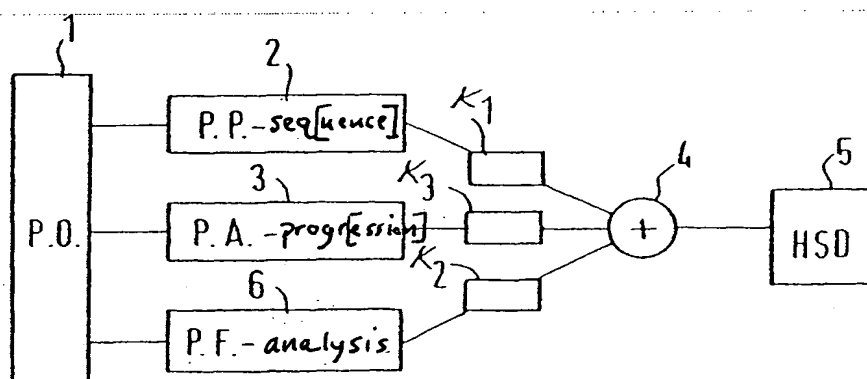 1
2
P.P.-seq[uence]
K1
3
P.A.-progr[ession]
K3
4
+
5
HSD
P.O.
6
P.F.-analysis
K2